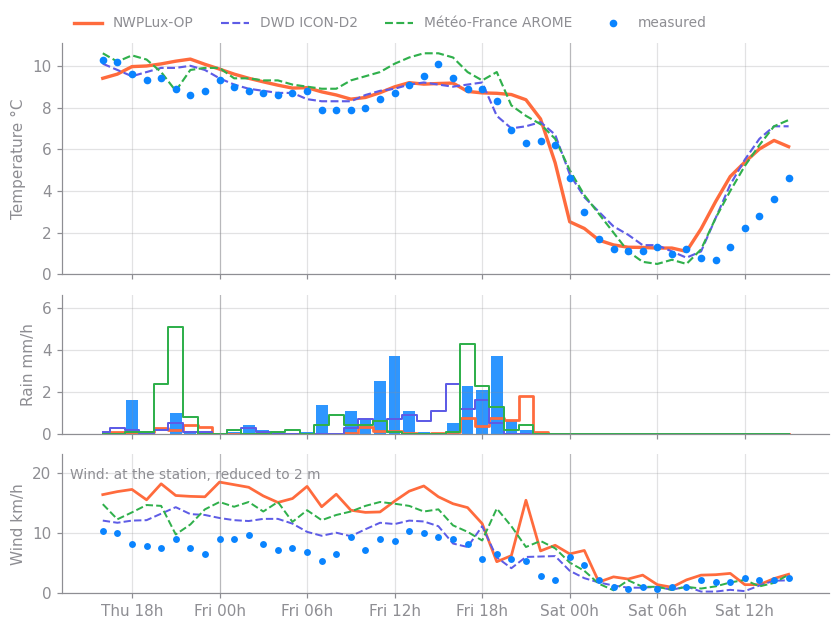 NWPLux-OP DWD ICON-D2 Météo-France AROME measured
Temperature °C
10
8
6
4
2
0
Rain mm/h
6
4
2
0
Wind km/h
Wind: at the station, reduced to 2 m
20
10
0
Thu 18h Fri 00h Fri 06h Fri 12h Fri 18h Sat 00h Sat 06h Sat 12h